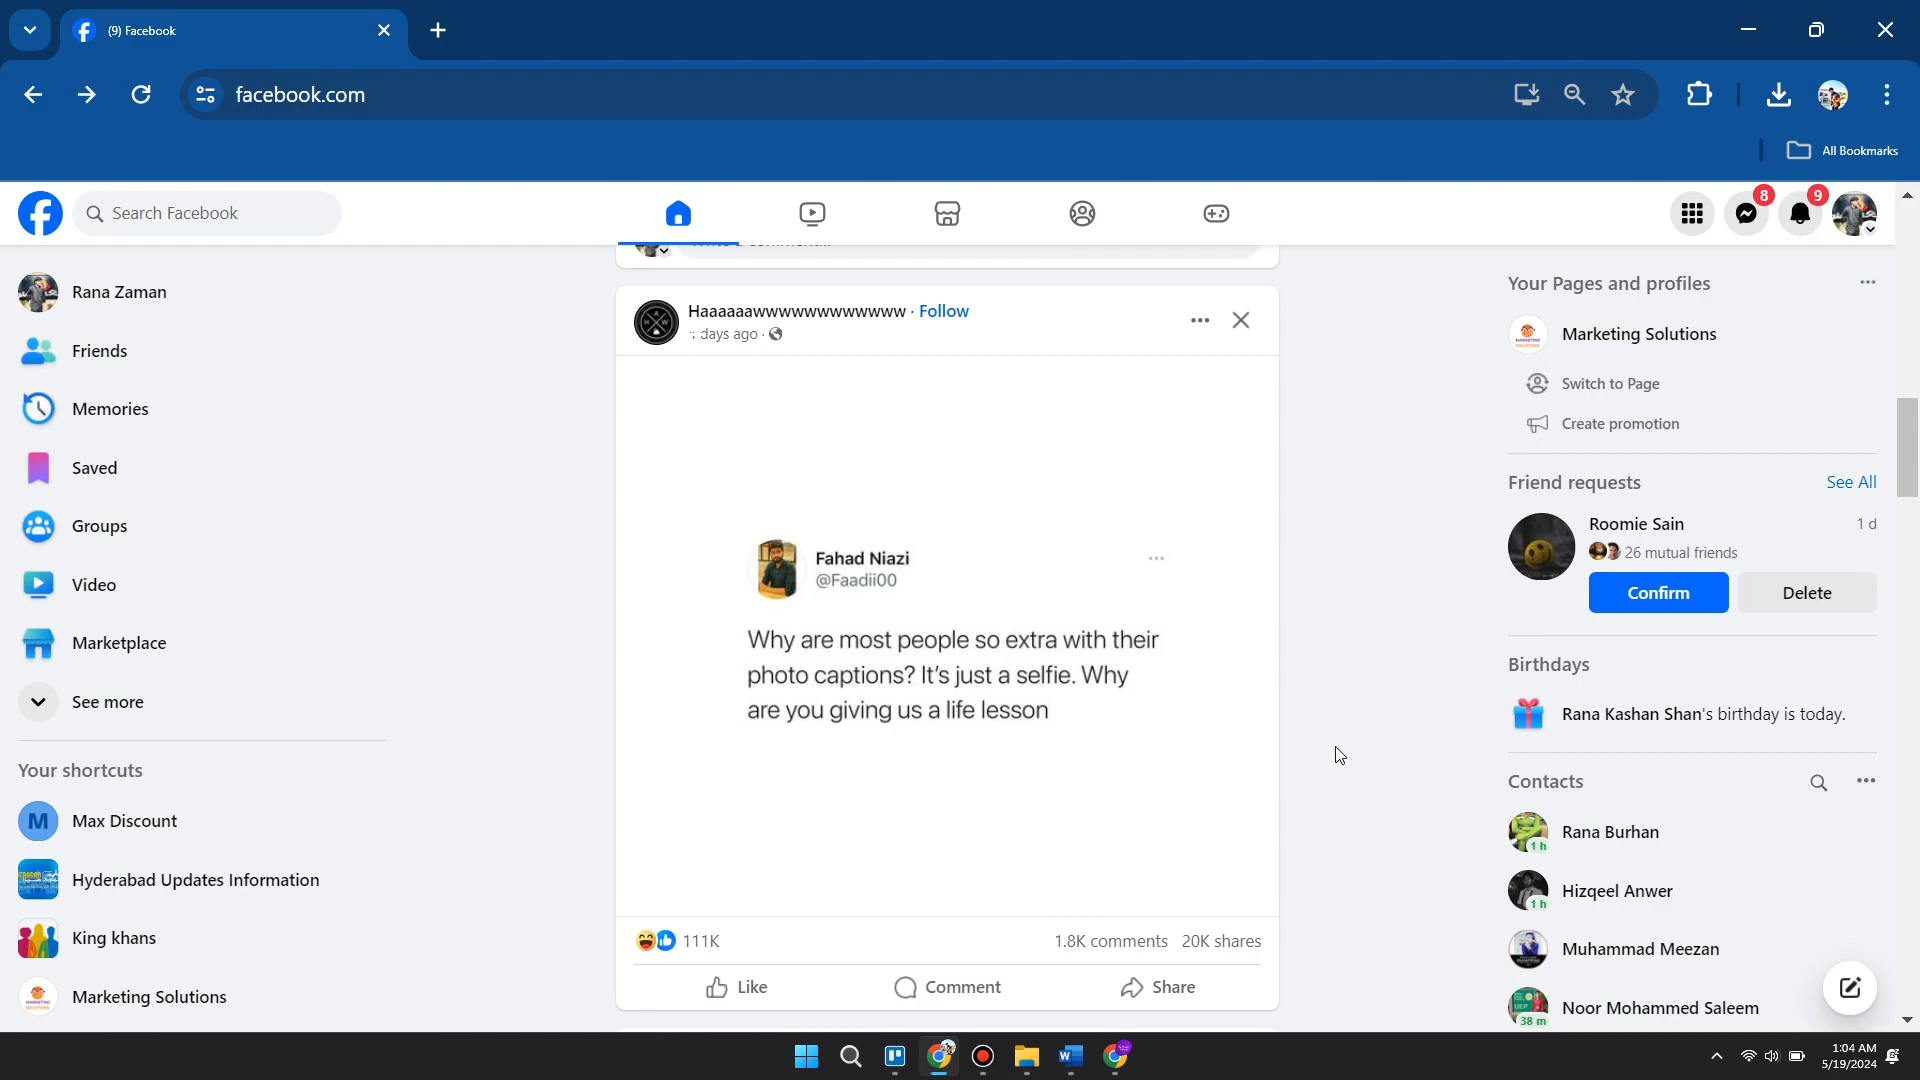 (9) Facebook
facebook.com
All Bookmarks
Search Facebook
8
9
Rana Zaman
Friends
Memories
Saved
Groups
Video
Marketplace
See more
Your shortcuts
M Max Discount
Hyderabad Updates Information
King khans
Marketing Solutions
Haaaaaawwwwwwwwwwww · Follow
days ago ·
Fahad Niazi
@Faadii00
Why are most people so extra with their
photo captions? It's just a selfie. Why
are you giving us a life lesson
111K
1.8K comments 20K shares
Like Comment Share
Your Pages and profiles
Marketing Solutions
Switch to Page
Create promotion
Friend requests See All
Roomie Sain 1 d
26 mutual friends
Confirm Delete
Birthdays
Rana Kashan Shan's birthday is today.
Contacts
Rana Burhan
1 h
Hizqeel Anwer
1 h
Muhammad Meezan
Noor Mohammed Saleem
38 m
1:04 AM
5/19/2024